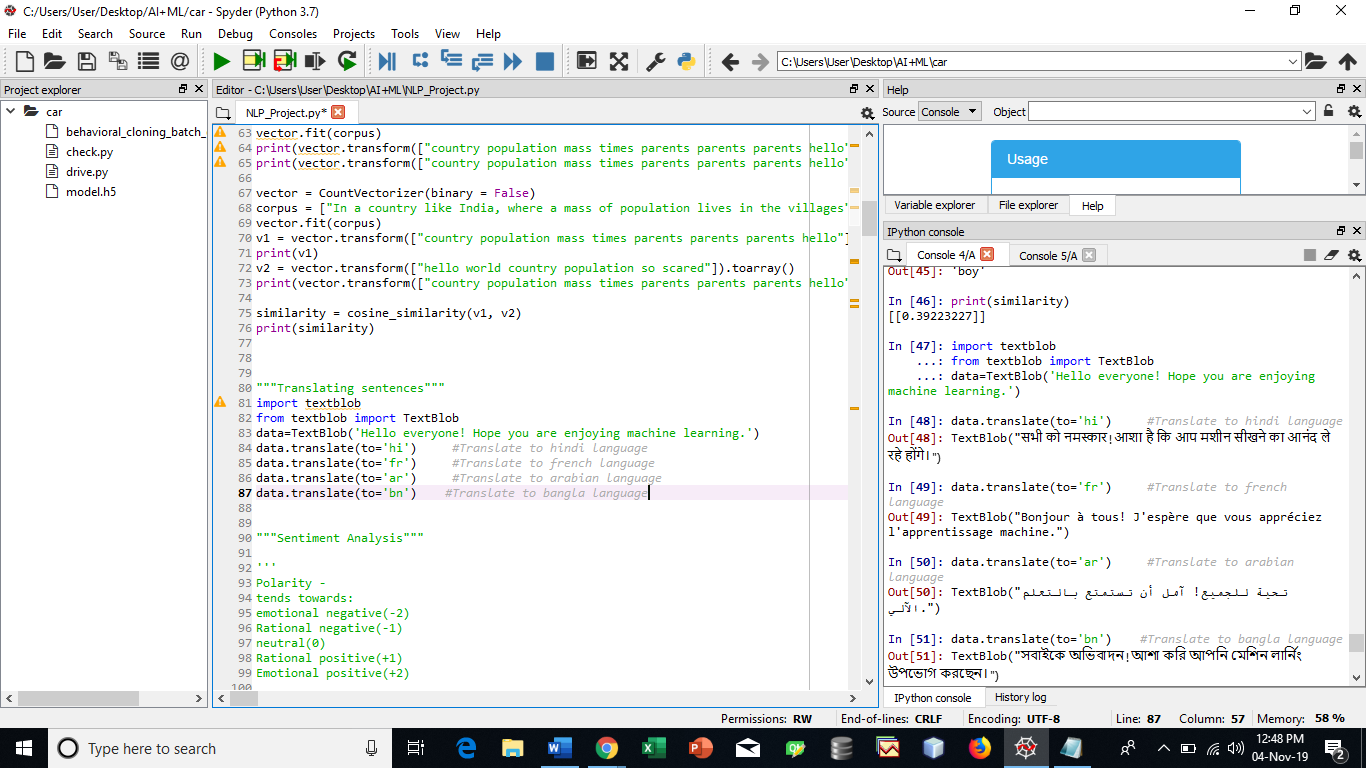 C:/Users/User/Desktop/AI+ML/car - Spyder (Python 3.7)
File Edit Search Source Run Debug Consoles Projects Tools View Help
C:\Users\User\Desktop\AI+ML\car
Project explorer
car
behavioral_cloning_batch_
check.py
drive.py
model.h5
Editor - C:\Users\User\Desktop\AI+ML\NLP_Project.py
NLP_Project.py*
63 vector.fit(corpus)
64 print(vector.transform(["country population mass times parents parents parents hello"
65 print(vector.transform(["country population mass times parents parents parents hello"
66
67 vector = CountVectorizer(binary = False)
68 corpus = ["In a country like India, where a mass of population lives in the villages"
69 vector.fit(corpus)
70 v1 = vector.transform(["country population mass times parents parents parents hello"]
71 print(v1)
72 v2 = vector.transform(["hello world country population so scared"]).toarray()
73 print(vector.transform(["country population mass times parents parents parents hello"
74
75 similarity = cosine_similarity(v1, v2)
76 print(similarity)
77
78
79
80 """Translating sentences"""
81 import textblob
82 from textblob import TextBlob
83 data=TextBlob('Hello everyone! Hope you are enjoying machine learning.')
84 data.translate(to='hi') #Translate to hindi language
85 data.translate(to='fr') #Translate to french language
86 data.translate(to='ar') #Translate to arabian language
87 data.translate(to='bn') #Translate to bangla language
88
89
90 """Sentiment Analysis"""
91
92 '''
93 Polarity -
94 tends towards:
95 emotional negative(-2)
96 Rational negative(-1)
97 neutral(0)
98 Rational positive(+1)
99 Emotional positive(+2)
100
Help
Source Console Object
Usage
Variable explorer File explorer Help
IPython console
Console 4/A Console 5/A
Out[45]: 'boy'
In [46]: print(similarity)
[[0.39223227]]
In [47]: import textblob
...: from textblob import TextBlob
...: data=TextBlob('Hello everyone! Hope you are enjoying
machine learning.')
In [48]: data.translate(to='hi') #Translate to hindi language
Out[48]: TextBlob("सभी को नमस्कार!आशा है कि आप मशीन सीखने का आनंद ले
रहे होंगे।")
In [49]: data.translate(to='fr') #Translate to french
language
Out[49]: TextBlob("Bonjour à tous! J'espère que vous appréciez
l'apprentissage machine.")
In [50]: data.translate(to='ar') #Translate to arabian
language
Out[50]: TextBlob("تحية للجميع! آمل أن تستمتع بالتعلم
الآلي.")
In [51]: data.translate(to='bn') #Translate to bangla language
Out[51]: TextBlob("সবাইকে অভিবাদন!আশা করি আপনি মেশিন লার্নিং
উপভোগ করছেন।")
IPython console History log
Permissions: RW End-of-lines: CRLF Encoding: UTF-8 Line: 87 Column: 57 Memory: 58 %
Type here to search
12:48 PM
04-Nov-19
2